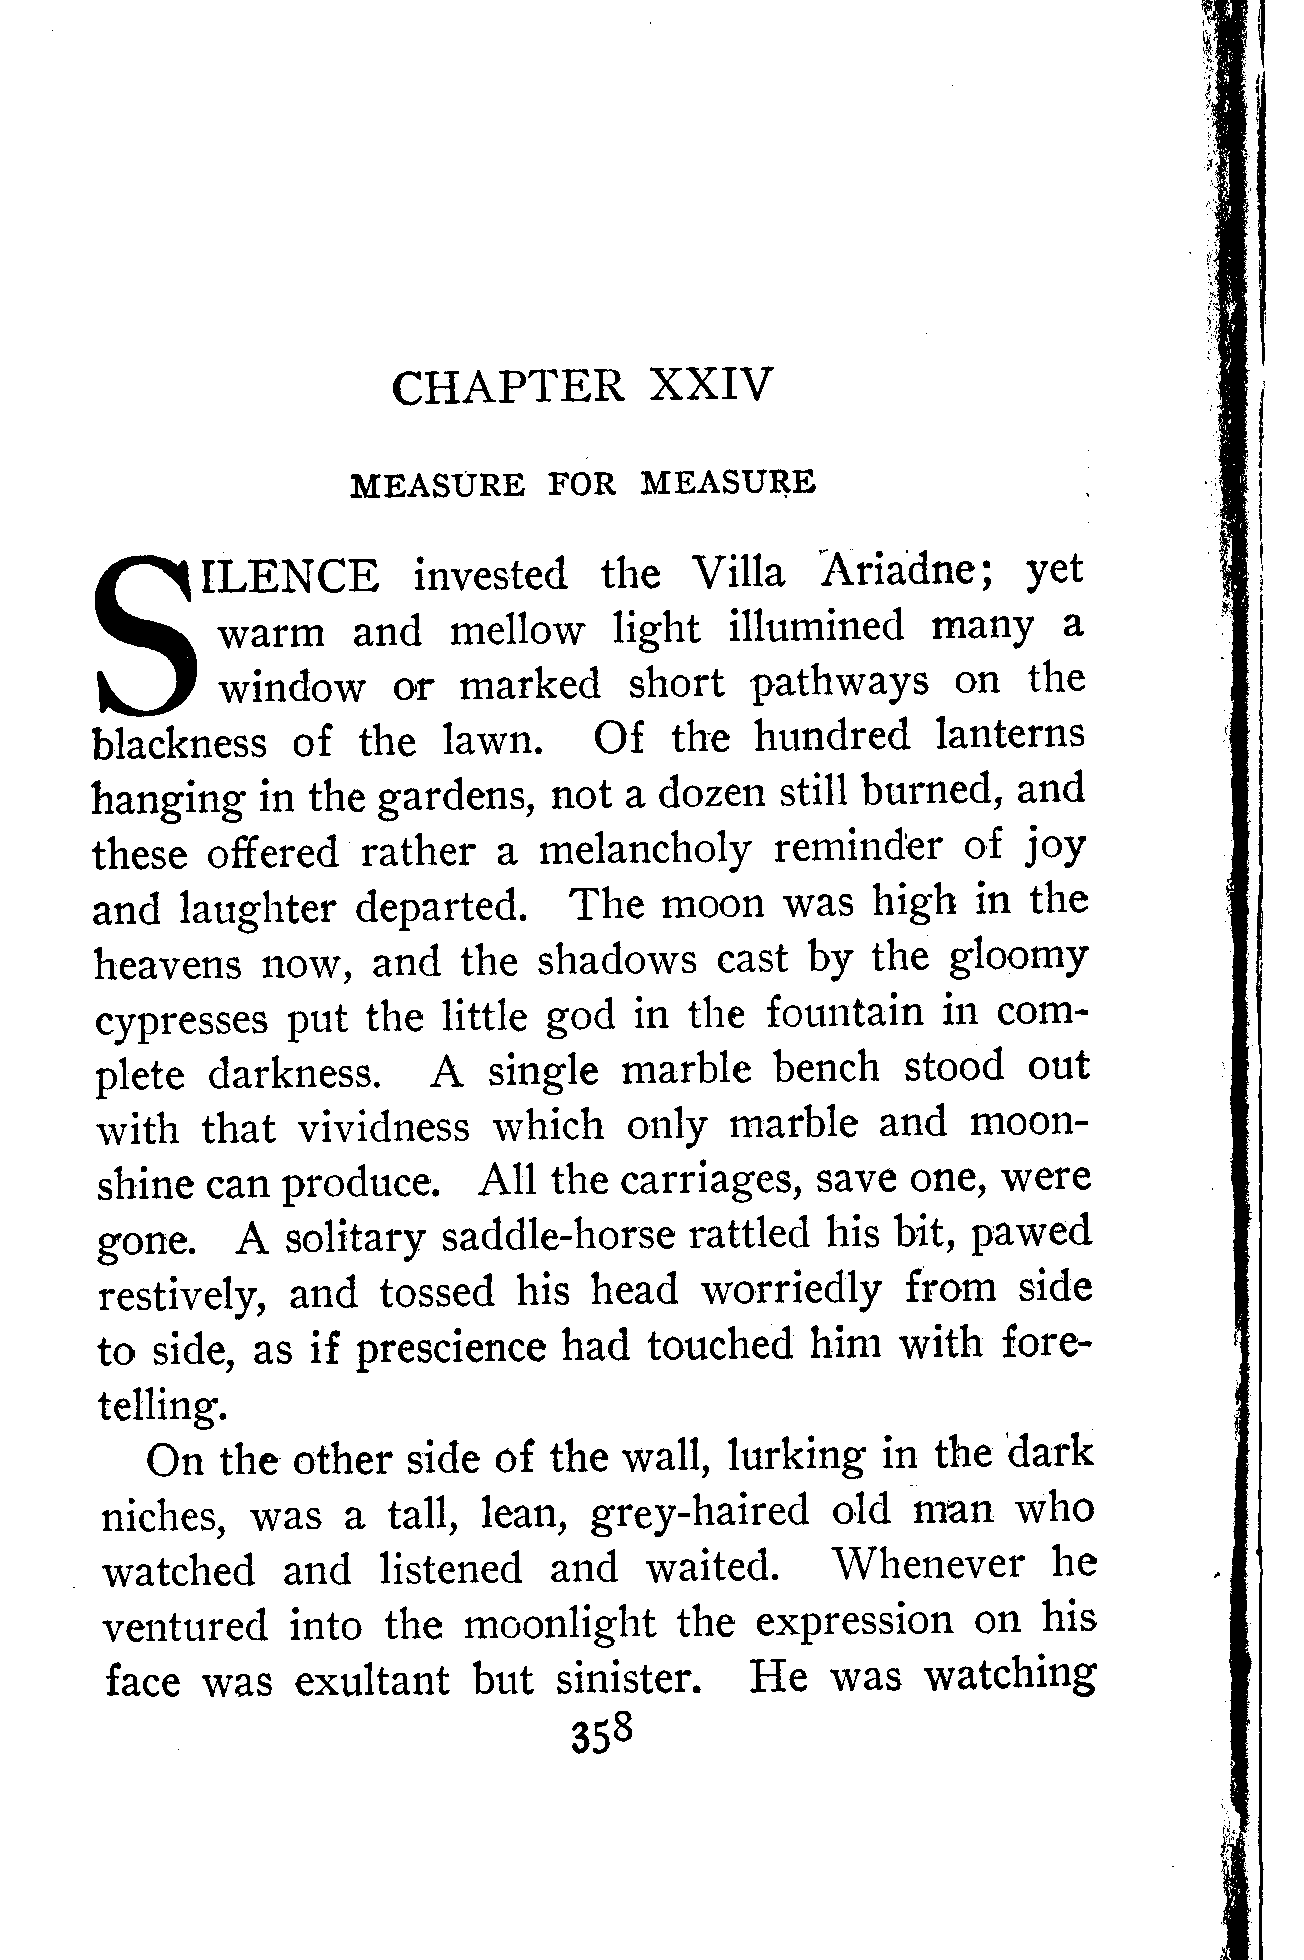 CHAPTER XXIV
MEASURE FOR MEASURE
SILENCE invested the Villa Ariadne; yet
warm and mellow light illumined many a
window or marked short pathways on the
blackness of the lawn. Of the hundred lanterns
hanging in the gardens, not a dozen still burned, and
these offered rather a melancholy reminder of joy
and laughter departed. The moon was high in the
heavens now, and the shadows cast by the gloomy
cypresses put the little god in the fountain in com-
plete darkness. A single marble bench stood out
with that vividness which only marble and moon-
shine can produce. All the carriages, save one, were
gone. A solitary saddle-horse rattled his bit, pawed
restively, and tossed his head worriedly from side
to side, as if prescience had touched him with fore-
telling.
On the other side of the wall, lurking in the dark
niches, was a tall, lean, grey-haired old man who
watched and listened and waited. Whenever he
ventured into the moonlight the expression on his
face was exultant but sinister. He was watching
358